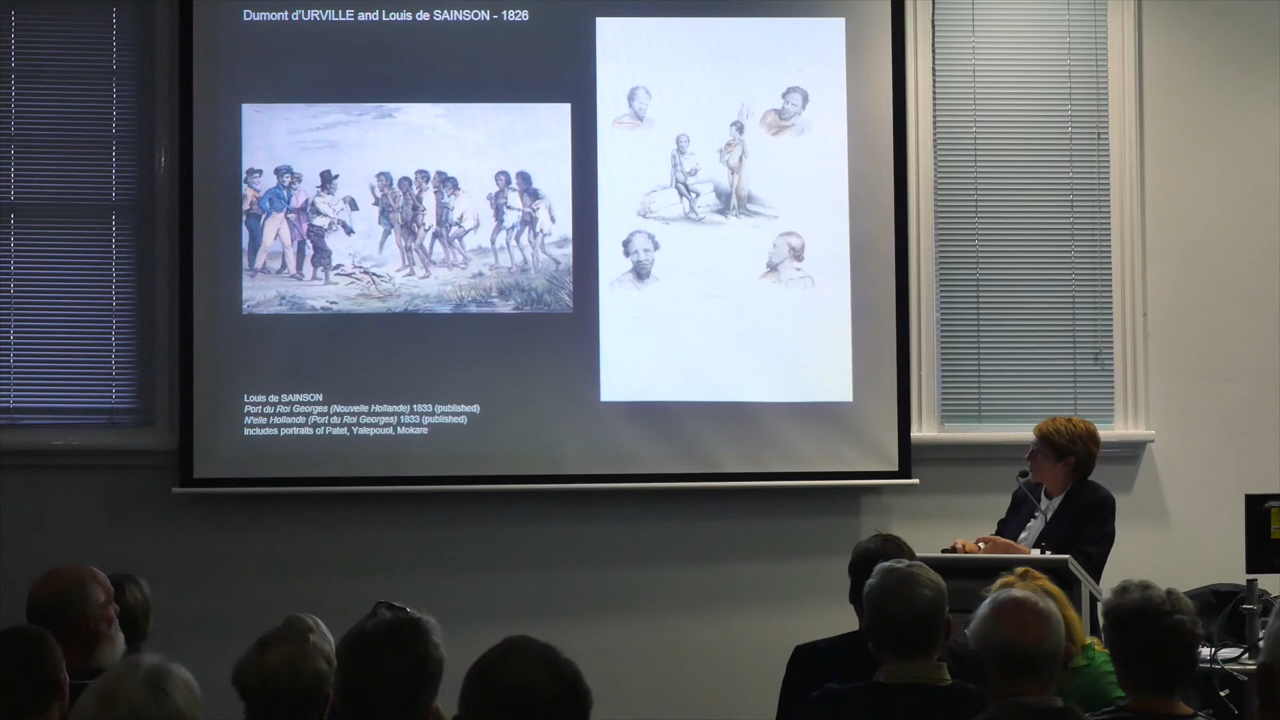 Dumont d'URVILLE and Louis de SAINSON - 1826
Louis de SAINSON
Port du Roi Georges (Nouvelle Hollande) 1833 (published)
N'elle Hollande (Port du Roi Georges) 1833 (published)
includes portraits of Patet, Yalepouol, Mokare